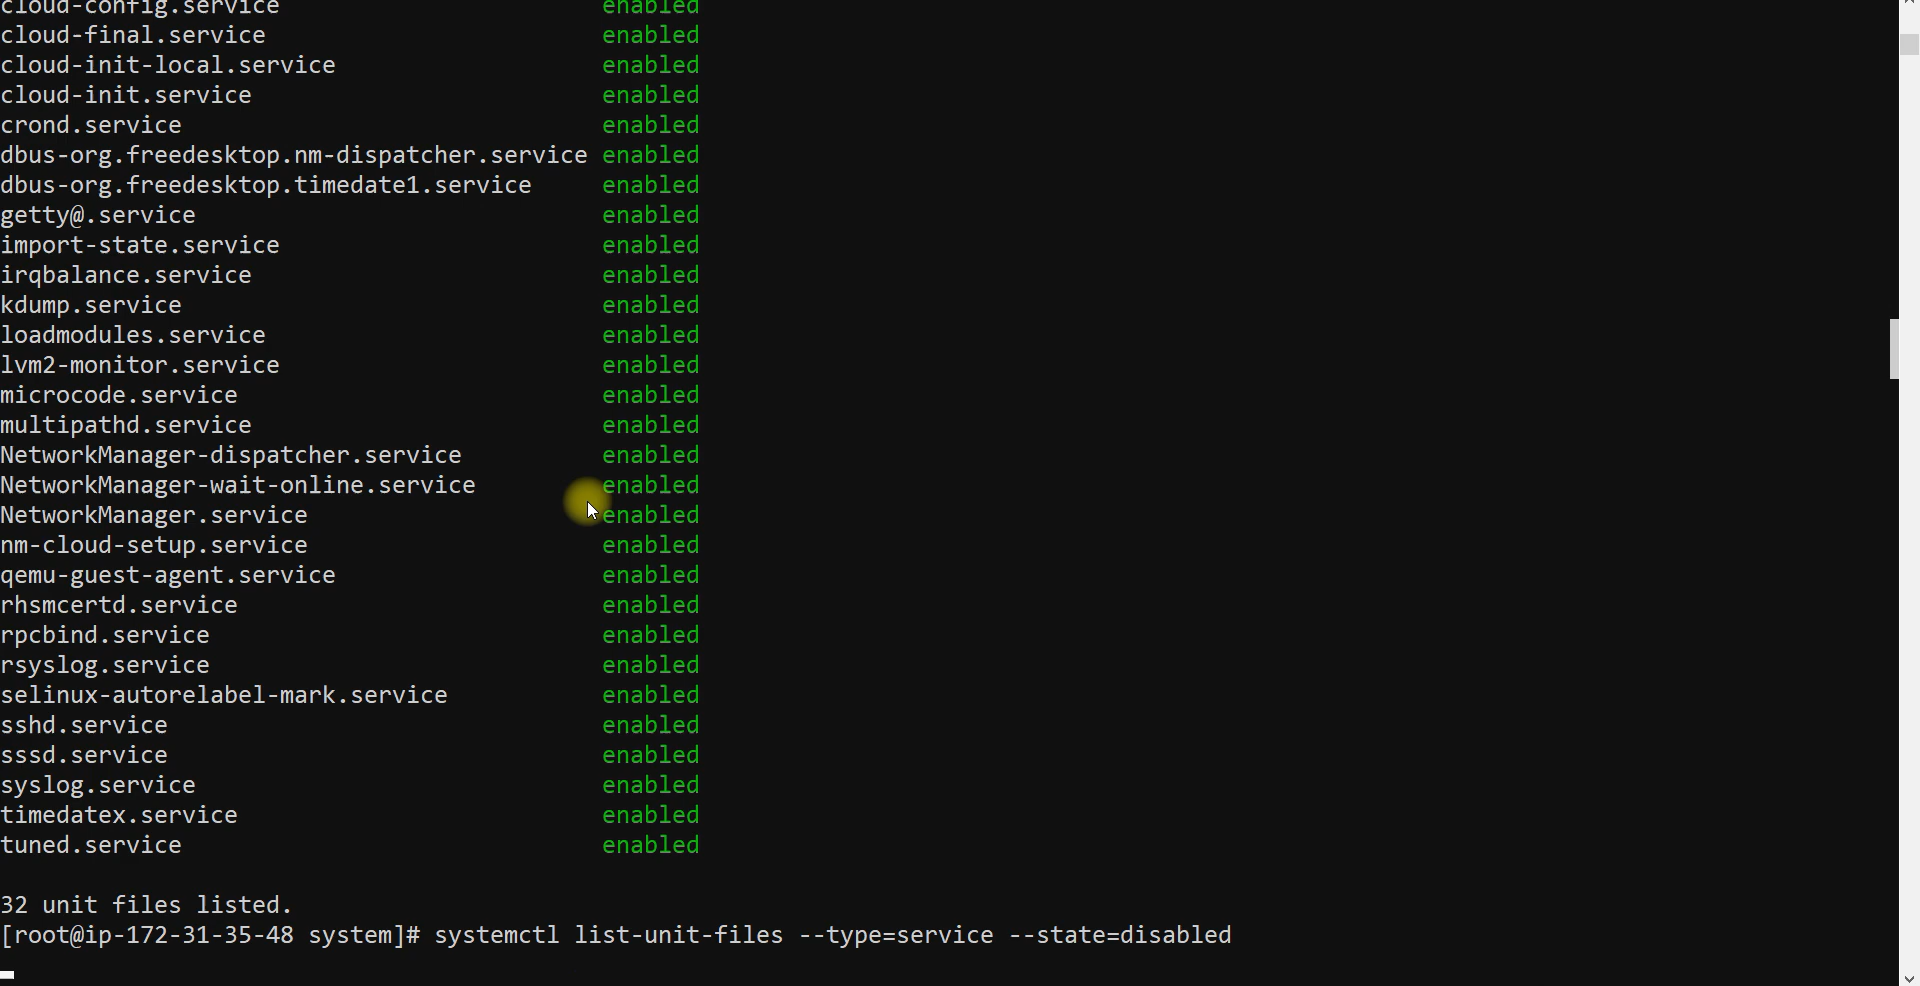 cloud-config.service enabled
cloud-final.service enabled
cloud-init-local.service enabled
cloud-init.service enabled
crond.service enabled
dbus-org.freedesktop.nm-dispatcher.service enabled
dbus-org.freedesktop.timedate1.service enabled
getty@.service enabled
import-state.service enabled
irqbalance.service enabled
kdump.service enabled
loadmodules.service enabled
lvm2-monitor.service enabled
microcode.service enabled
multipathd.service enabled
NetworkManager-dispatcher.service enabled
NetworkManager-wait-online.service enabled
NetworkManager.service enabled
nm-cloud-setup.service enabled
qemu-guest-agent.service enabled
rhsmcertd.service enabled
rpcbind.service enabled
rsyslog.service enabled
selinux-autorelabel-mark.service enabled
sshd.service enabled
sssd.service enabled
syslog.service enabled
timedatex.service enabled
tuned.service enabled
32 unit files listed.
[root@ip-172-31-35-48 system]# systemctl list-unit-files --type=service --state=disabled